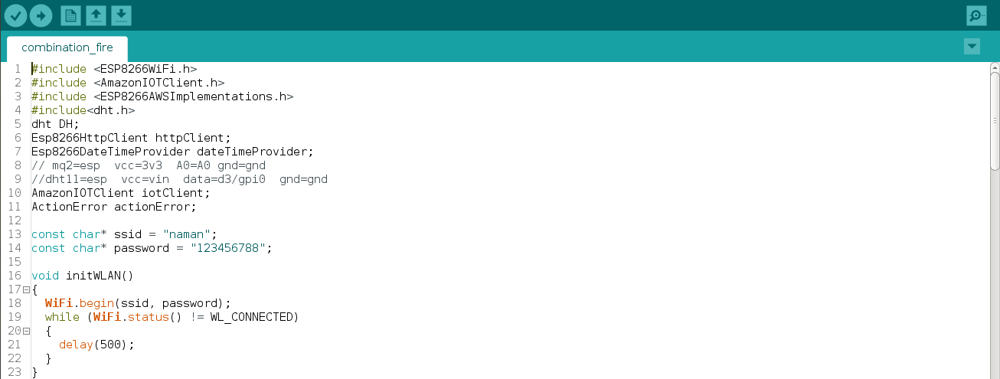 combination_fire
1 #include <ESP8266WiFi.h>
2 #include <AmazonIOTClient.h>
3 #include <ESP8266AWSImplementations.h>
4 #include<dht.h>
5 dht DH;
6 Esp8266HttpClient httpClient;
7 Esp8266DateTimeProvider dateTimeProvider;
8 // mq2=esp  vcc=3v3  A0=A0 gnd=gnd
9 //dht11=esp  vcc=vin  data=d3/gpi0  gnd=gnd
10 AmazonIOTClient iotClient;
11 ActionError actionError;
12
13 const char* ssid = "naman";
14 const char* password = "123456788";
15
16 void initWLAN()
17 {
18   WiFi.begin(ssid, password);
19   while (WiFi.status() != WL_CONNECTED)
20   {
21     delay(500);
22   }
23 }